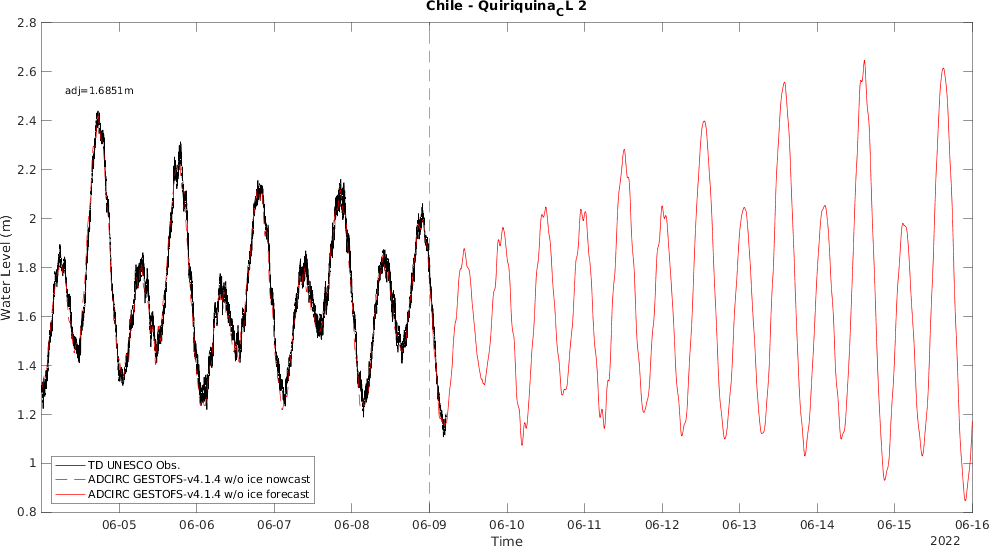 Chile - Quiriquina_CL 2
2.8
2.6
2.4
2.2
2
1.8
1.6
1.4
1.2
1
0.8
Water Level (m)
adj=1.6851m
TD UNESCO Obs.
ADCIRC GESTOFS-v4.1.4 w/o ice nowcast
ADCIRC GESTOFS-v4.1.4 w/o ice forecast
06-05 06-06 06-07 06-08 06-09 06-10 06-11 06-12 06-13 06-14 06-15 06-16
Time
2022